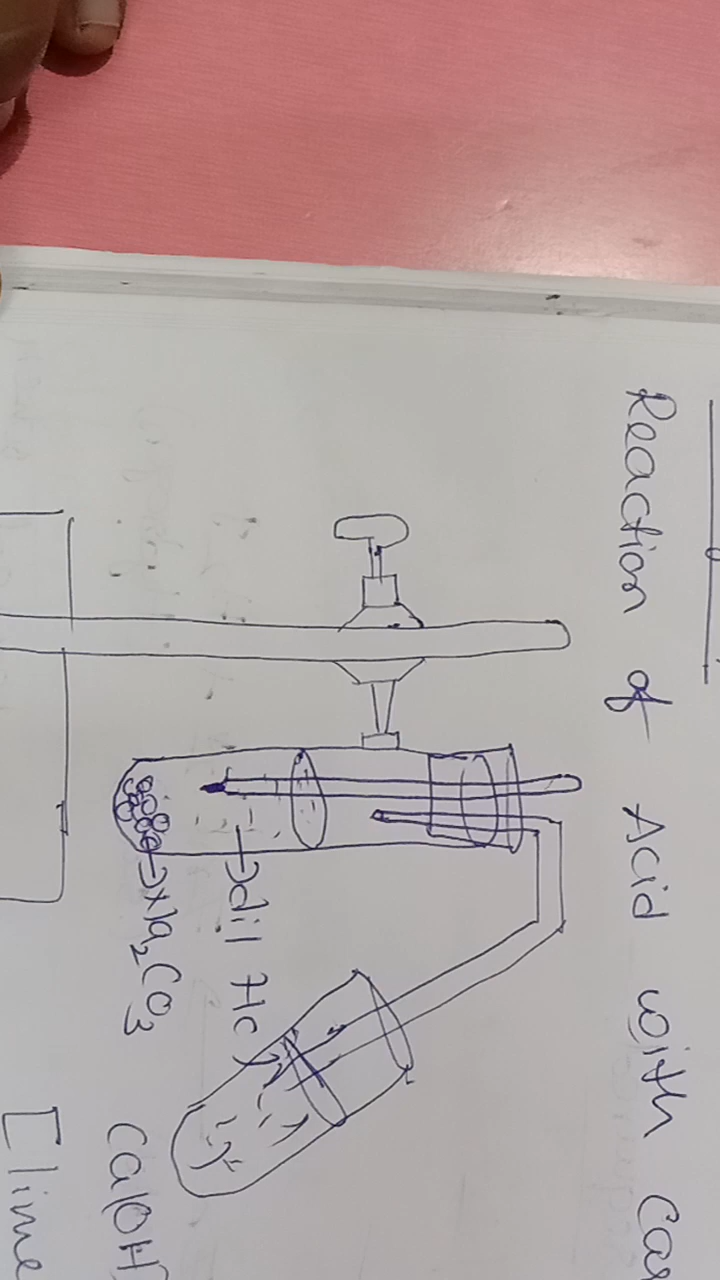 Reaction of Acid with Ca
→ dil HCl
→ Na₂CO₃
Ca(OH)
[lime